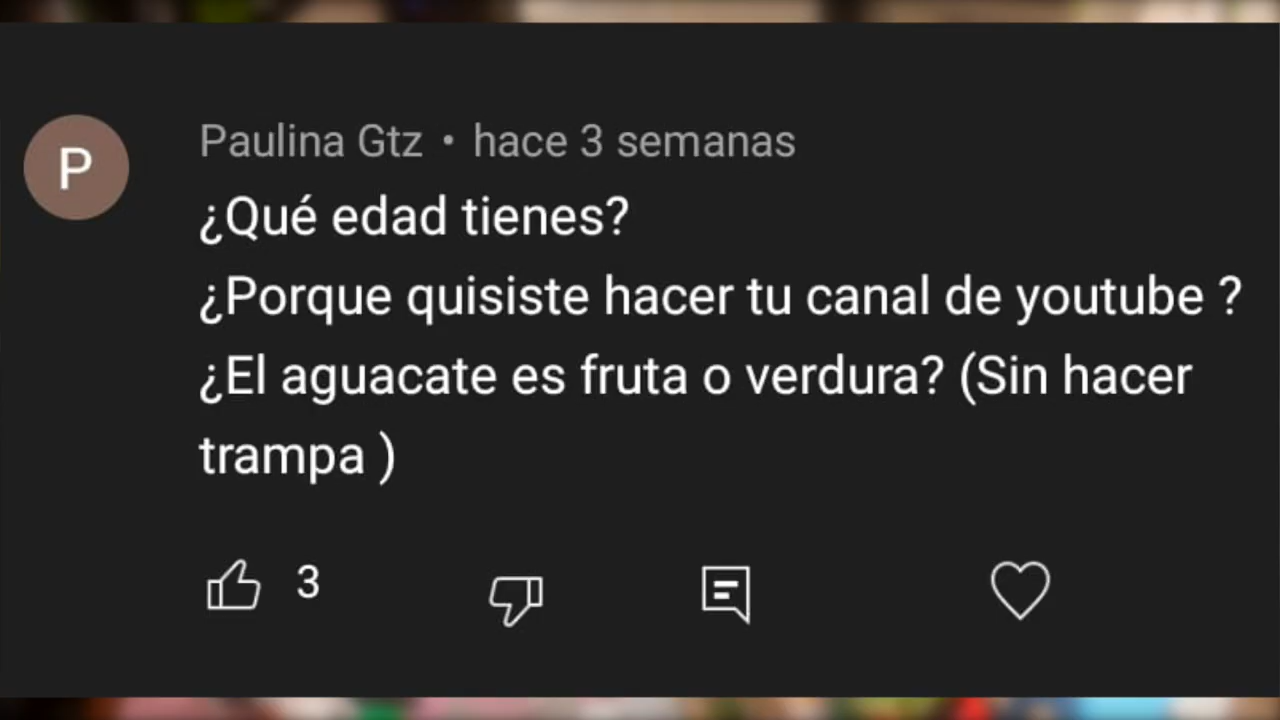 P
Paulina Gtz • hace 3 semanas
¿Qué edad tienes?
¿Porque quisiste hacer tu canal de youtube ?
¿El aguacate es fruta o verdura? (Sin hacer
trampa )
3